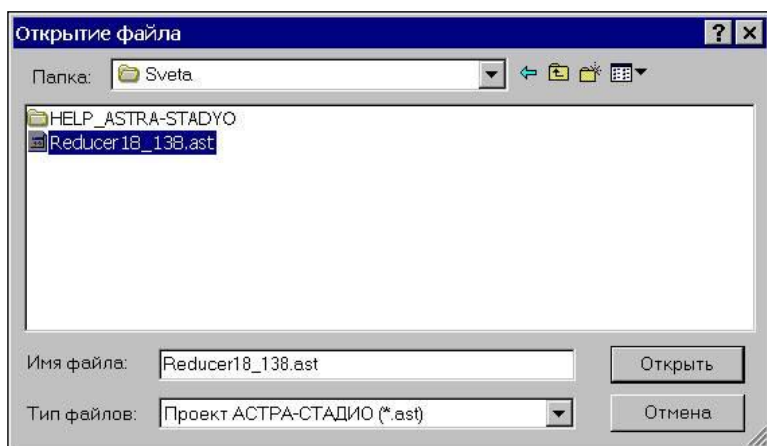 Открытие файла
Папка: Sveta
HELP_ASTRA-STADYO
Reducer18_138.ast
Имя файла: Reducer18_138.ast Открыть
Тип файлов: Проект АСТРА-СТАДИО (*.ast) Отмена